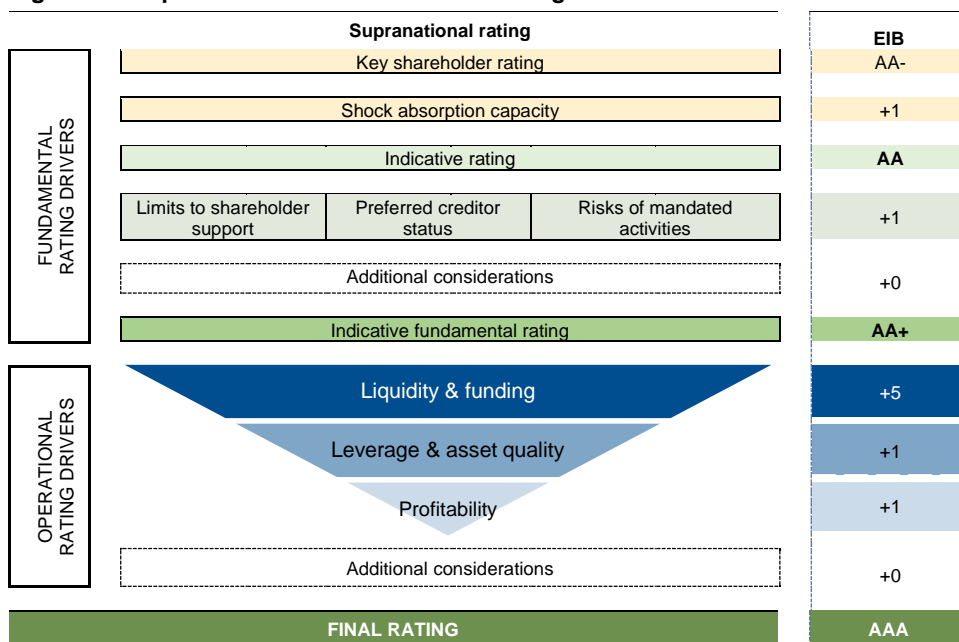 Supranational rating
EIB
Key shareholder rating
AA-
Shock absorption capacity
+1
Indicative rating
AA
FUNDAMENTAL
RATING DRIVERS
Limits to shareholder
support
Preferred creditor
status
Risks of mandated
activities
+1
Additional considerations
+0
Indicative fundamental rating
AA+
OPERATIONAL
RATING DRIVERS
Liquidity & funding
+5
Leverage & asset quality
+1
Profitability
+1
Additional considerations
+0
FINAL RATING
AAA